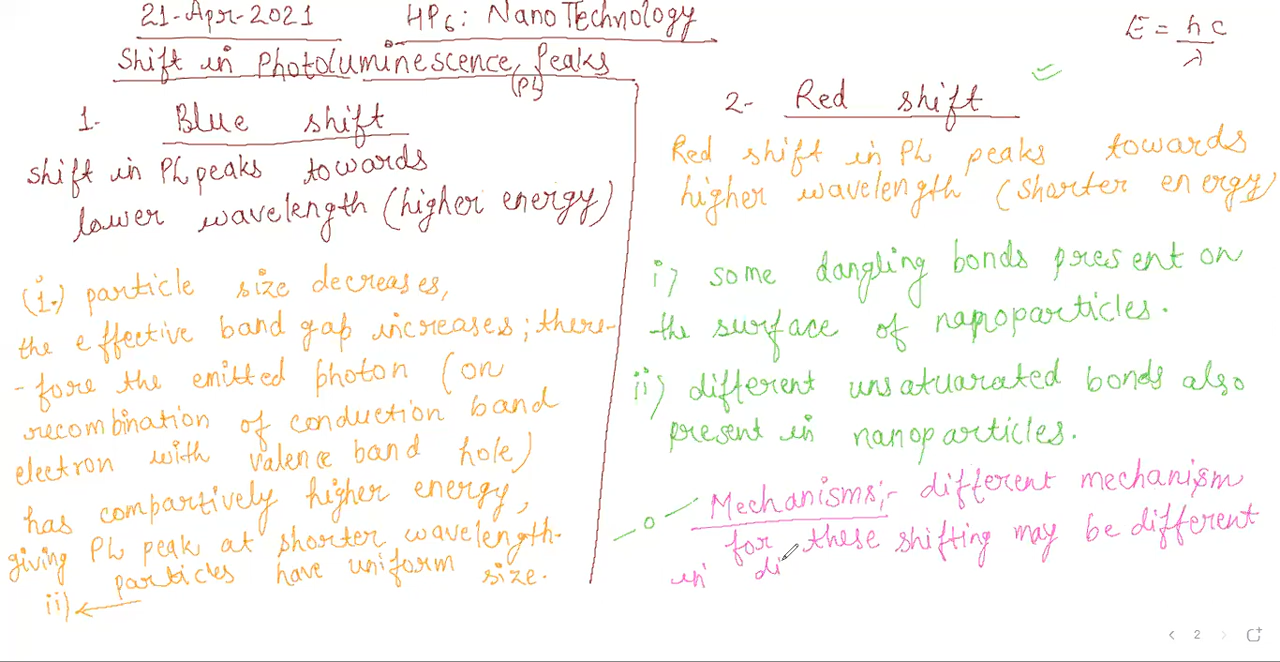 21-Apr-2021 HP6: NanoTechnology
Shift in Photoluminescence Peaks
(PL)
E = hc
λ
1- Blue shift
shift in PL peaks towards
lower wavelength (higher energy)
(i.) particle size decreases,
the effective band gap increases; there-
- fore the emitted photon (on
recombination of conduction band
electron with valence band hole)
has compartively higher energy,
giving PL peak at shorter wavelength.
ii) ← particles have uniform size.
2- Red shift
Red shift in PL peaks towards
higher wavelength (shorter energy)
i) some dangling bonds present on
the surface of nanoparticles.
ii) different unsatuarated bonds also
present in nanoparticles.
Mechanisms;- different mechanism
for these shifting may be different
in di
2